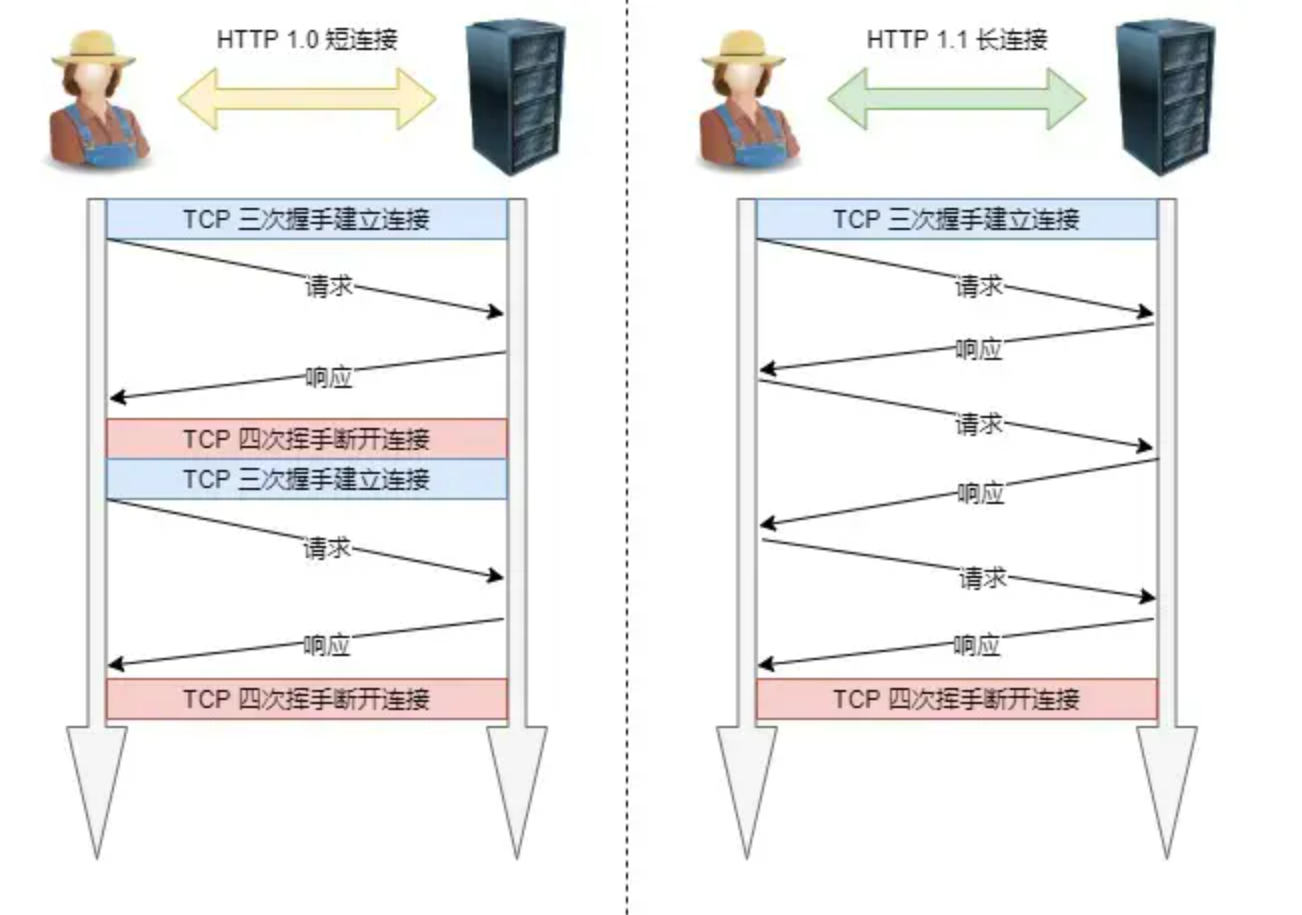 HTTP 1.0 短连接
TCP 三次握手建立连接
请求
响应
TCP 四次挥手断开连接
TCP 三次握手建立连接
请求
响应
TCP 四次挥手断开连接
HTTP 1.1 长连接
TCP 三次握手建立连接
请求
响应
请求
响应
请求
响应
TCP 四次挥手断开连接